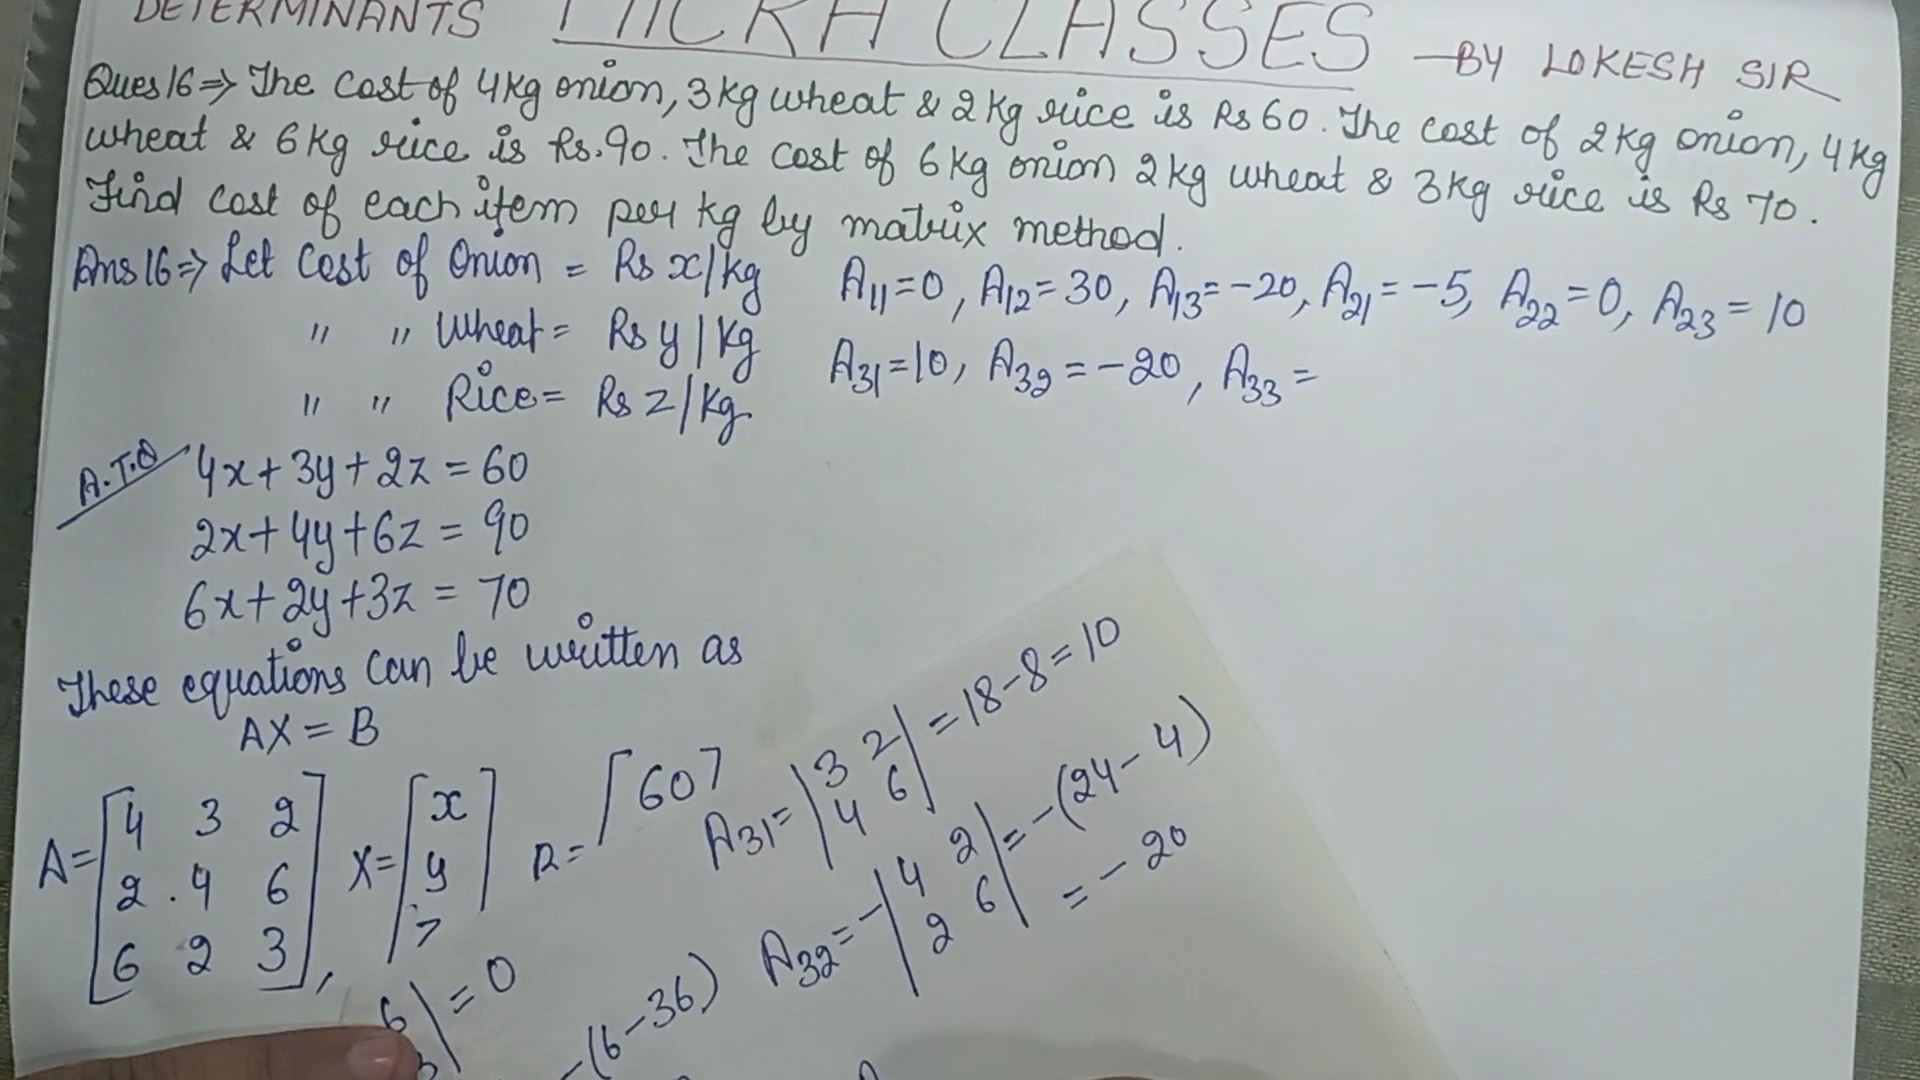 DETERMINANTS CLASSES -BY LOKESH SIR
Ques 16⇒ The cost of 4kg onion, 3kg wheat & 2kg rice is Rs 60. The cost of 2kg onion, 4kg
wheat & 6kg rice is Rs.90. The cost of 6kg onion 2kg wheat & 3kg rice is Rs 70.
Find cost of each item per kg by matrix method.
Ans 16⇒ Let Cost of Onion = Rs x/kg
" " Wheat = Rs y/kg
" " Rice = Rs z/kg.
A.T.Q 4x+3y+2z = 60
2x+4y+6z = 90
6x+2y+3z = 70
These equations can be written as
AX = B
A= [4 3 2
2 . 4 6
6 2 3], X= [x
y
z] B= [60]
A11=0, A12=30, A13=-20, A21=-5, A22=0, A23=10
A31=10, A32=-20, A33=
A31= |3 2
4 6| = 18-8=10
A32= -|4 2
2 6| = -(24-4)
= -20
6| = 0
-(6-36)